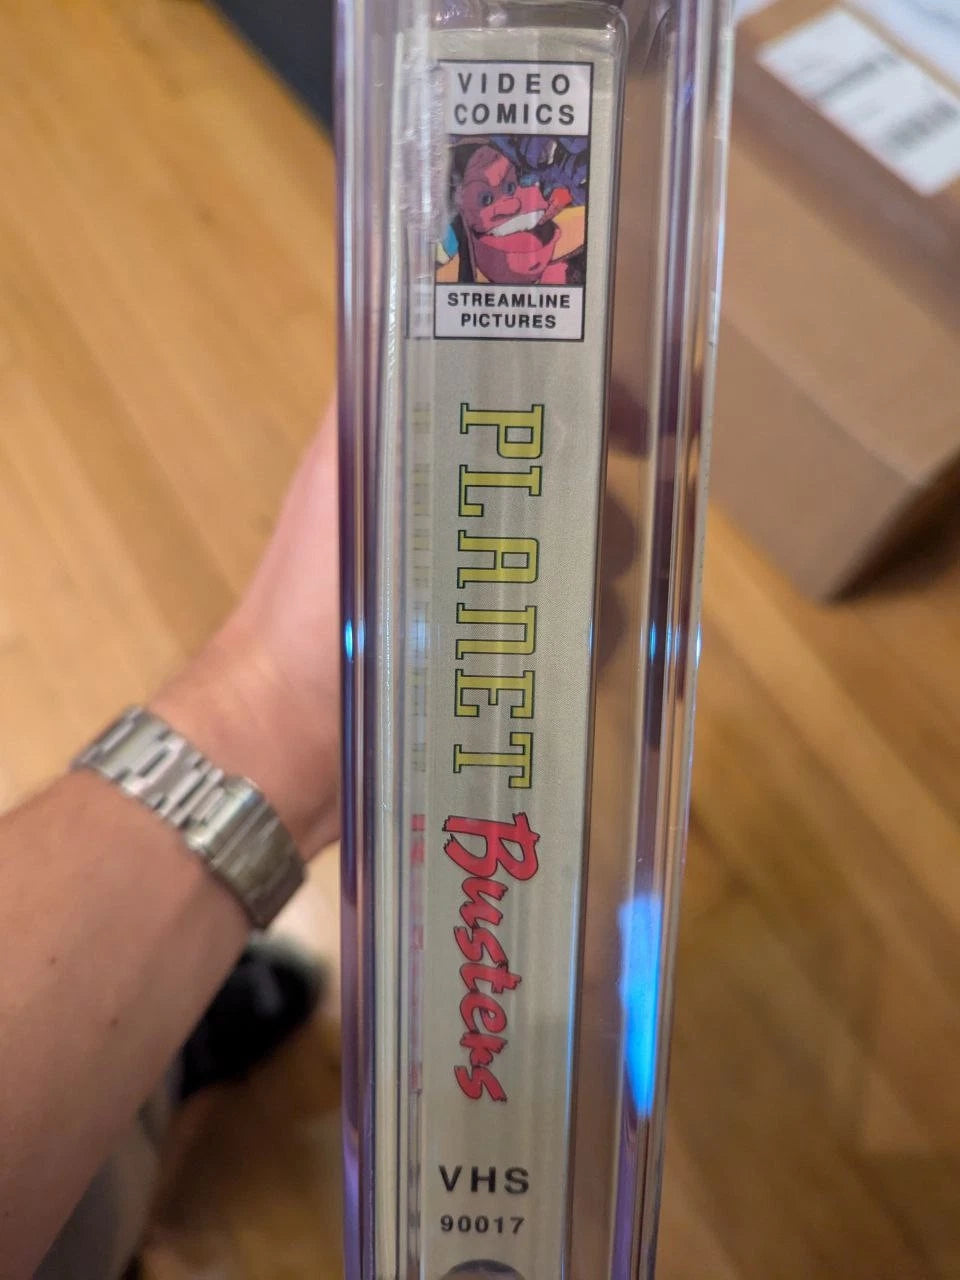 VIDEO
COMICS
STREAMLINE
PICTURES
PLANET Busters
VHS
90017